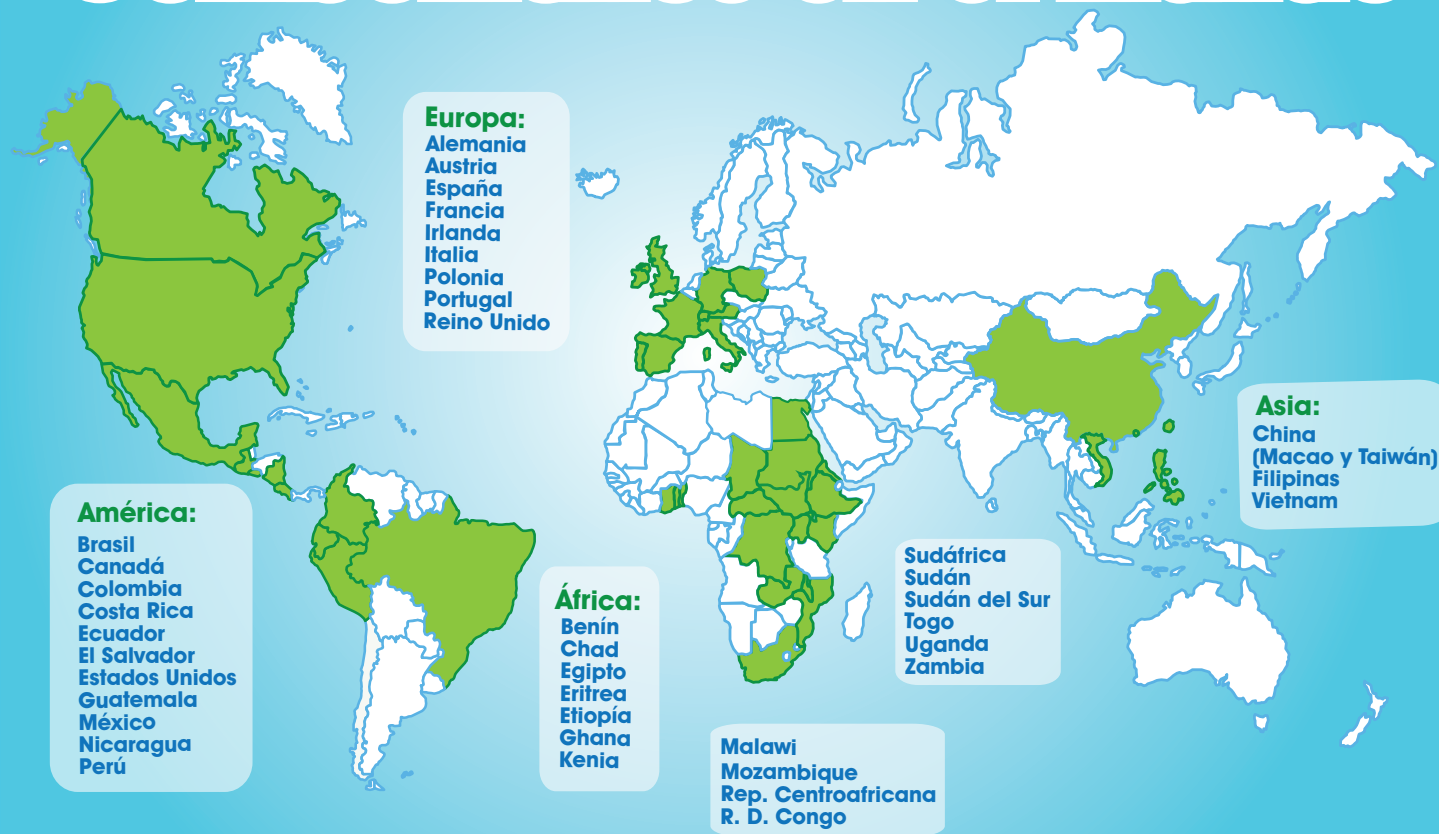 Europa:
Alemania
Austria
España
Francia
Irlanda
Italia
Polonia
Portugal
Reino Unido
América:
Brasil
Canadá
Colombia
Costa Rica
Ecuador
El Salvador
Estados Unidos
Guatemala
México
Nicaragua
Perú
África:
Benín
Chad
Egipto
Eritrea
Etiopía
Ghana
Kenia
Malawi
Mozambique
Rep. Centroafricana
R. D. Congo
Sudáfrica
Sudán
Sudán del Sur
Togo
Uganda
Zambia
Asia:
China
(Macao y Taiwán)
Filipinas
Vietnam